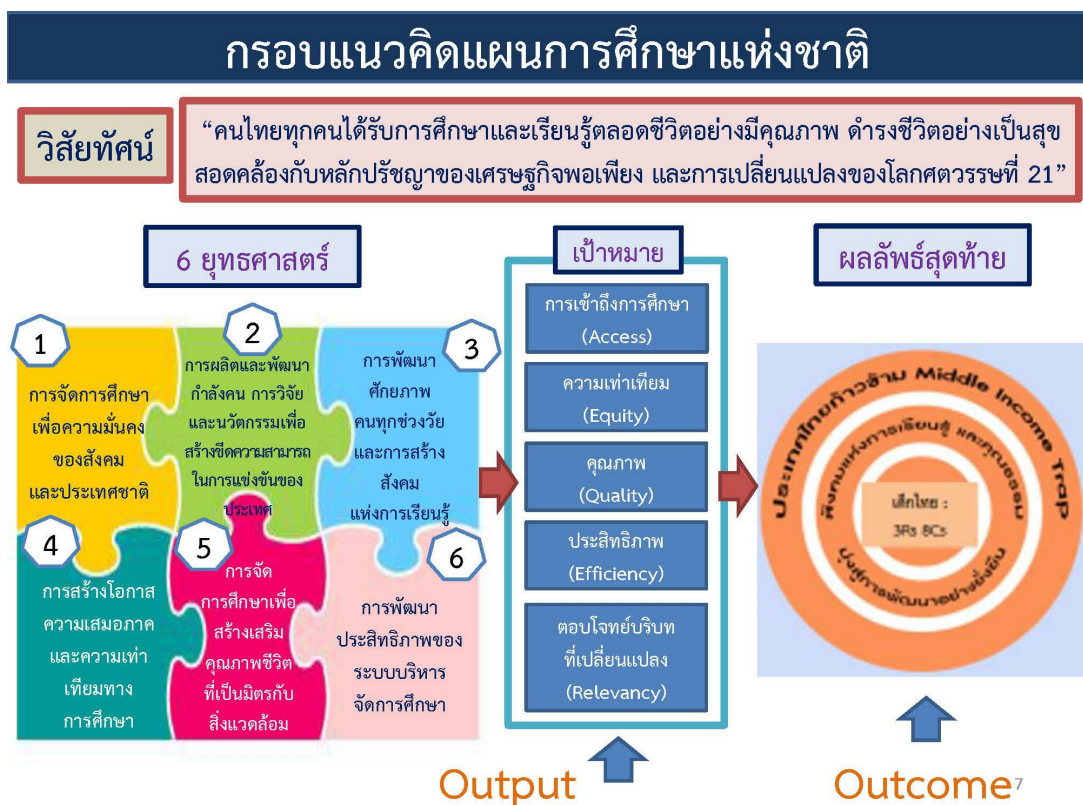 กรอบแนวคิดแผนการศึกษาแห่งชาติ
วิสัยทัศน์
“คนไทยทุกคนได้รับการศึกษาและเรียนรู้ตลอดชีวิตอย่างมีคุณภาพ ดำรงชีวิตอย่างเป็นสุข
สอดคล้องกับหลักปรัชญาของเศรษฐกิจพอเพียง และการเปลี่ยนแปลงของโลกศตวรรษที่ 21”
6 ยุทธศาสตร์
1
การจัดการศึกษา
เพื่อความมั่นคง
ของสังคม
และประเทศชาติ
2
การผลิตและพัฒนา
กำลังคน การวิจัย
และนวัตกรรมเพื่อ
สร้างขีดความสามารถ
ในการแข่งขันของ
ประเทศ
3
การพัฒนา
ศักยภาพ
คนทุกช่วงวัย
และการสร้าง
สังคม
แห่งการเรียนรู้
4
การสร้างโอกาส
ความเสมอภาค
และความเท่า
เทียมทาง
การศึกษา
5
การจัด
การศึกษาเพื่อ
สร้างเสริม
คุณภาพชีวิต
ที่เป็นมิตรกับ
สิ่งแวดล้อม
6
การพัฒนา
ประสิทธิภาพของ
ระบบบริหาร
จัดการศึกษา
เป้าหมาย
การเข้าถึงการศึกษา
(Access)
ความเท่าเทียม
(Equity)
คุณภาพ
(Quality)
ประสิทธิภาพ
(Efficiency)
ตอบโจทย์บริบท
ที่เปลี่ยนแปลง
(Relevancy)
Output
ผลลัพธ์สุดท้าย
ประเทศไทยก้าวข้าม Middle Income Trap
สังคมแห่งการเรียนรู้ และคุณธรรม
มุ่งสู่การพัฒนาอย่างยั่งยืน
เด็กไทย :
3Rs 8Cs
Outcome
7